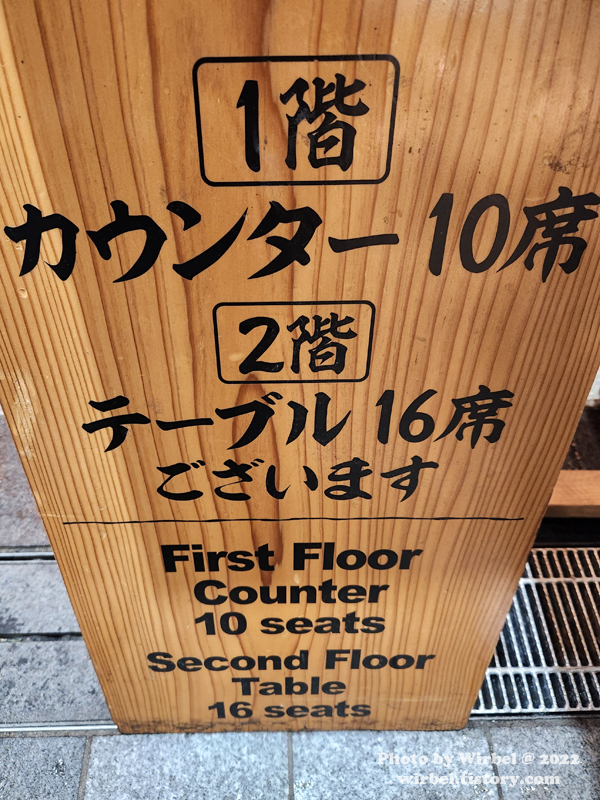 1階
カウンター 10席
2階
テーブル 16席
ございます
First Floor
Counter
10 seats
Second Floor
Table
16 seats
Photo by Wirbel @ 2022
wirbelhistory.com